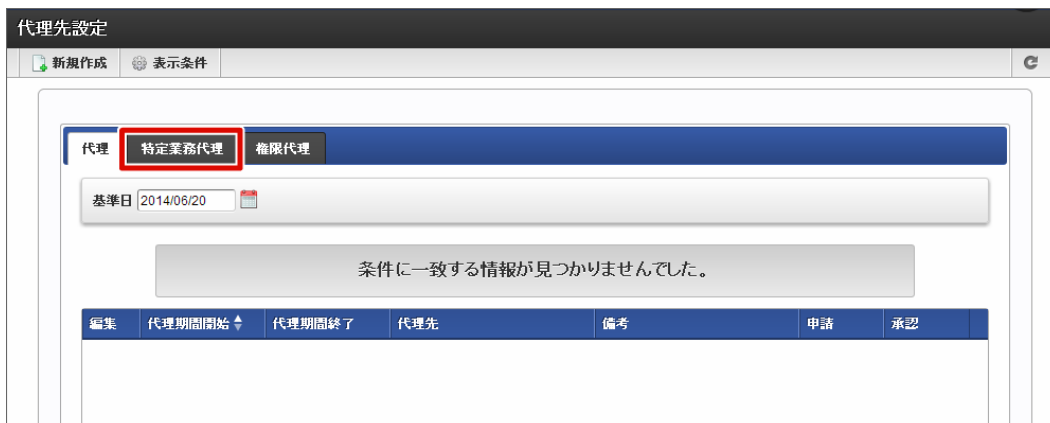 代理先設定
新規作成 表示条件
代理 特定業務代理 権限代理
基準日 2014/06/20
条件に一致する情報が見つかりませんでした。
編集 代理期間開始 代理期間終了 代理先 備考 申請 承認